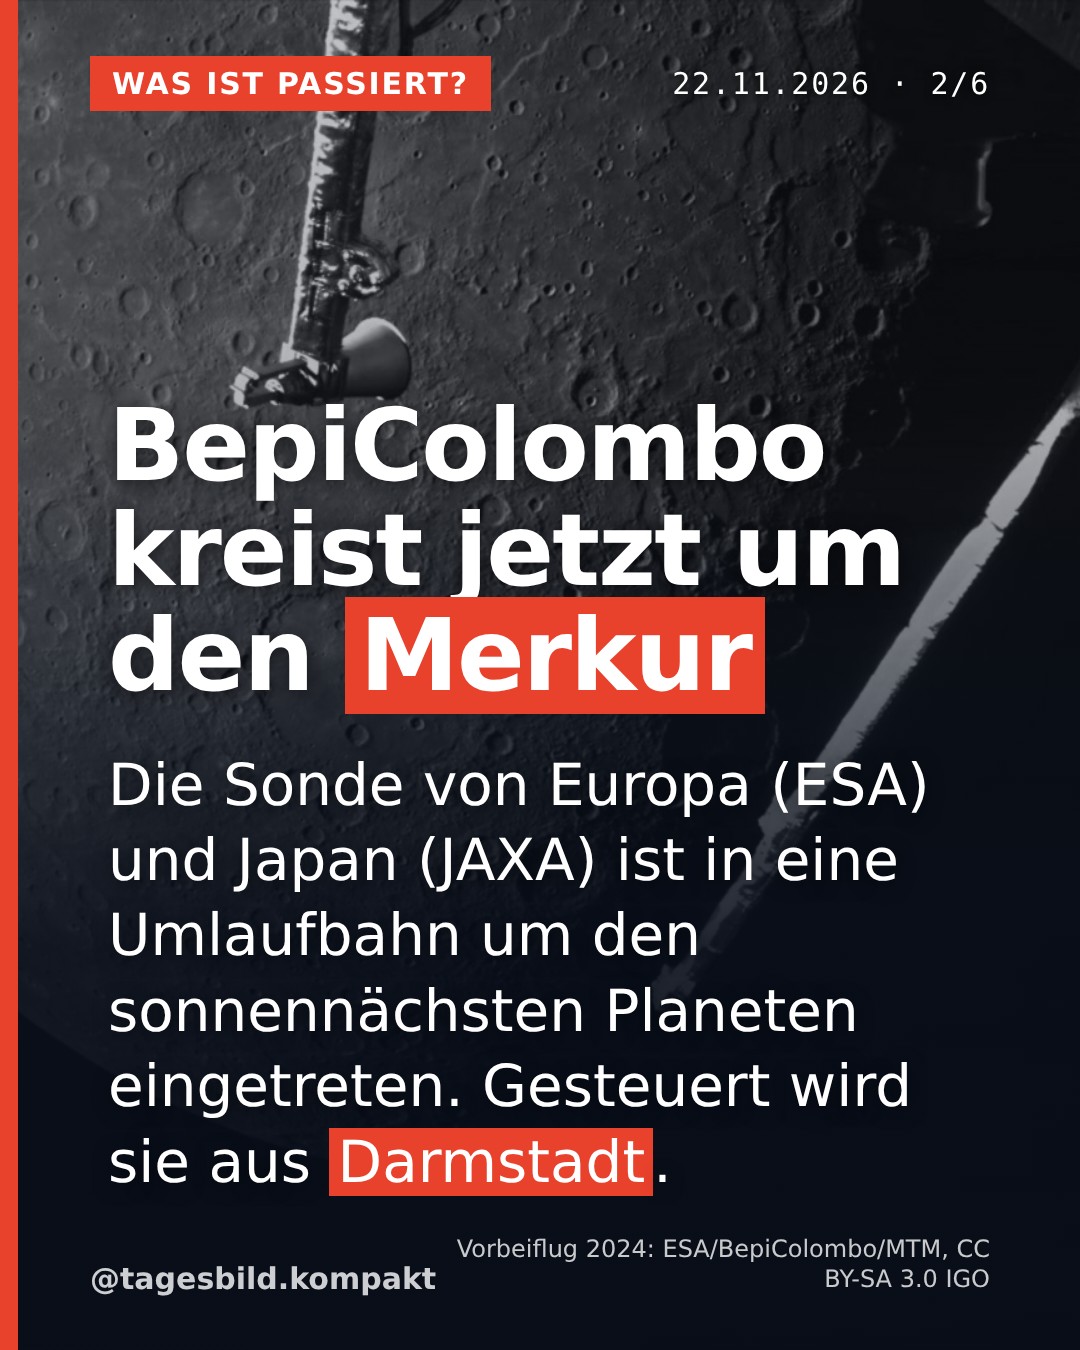 WAS IST PASSIERT?
22.11.2026 · 2/6
BepiColombo
kreist jetzt um
den Merkur
Die Sonde von Europa (ESA)
und Japan (JAXA) ist in eine
Umlaufbahn um den
sonnennächsten Planeten
eingetreten. Gesteuert wird
sie aus Darmstadt.
Vorbeiflug 2024: ESA/BepiColombo/MTM, CC
BY-SA 3.0 IGO
@tagesbild.kompakt